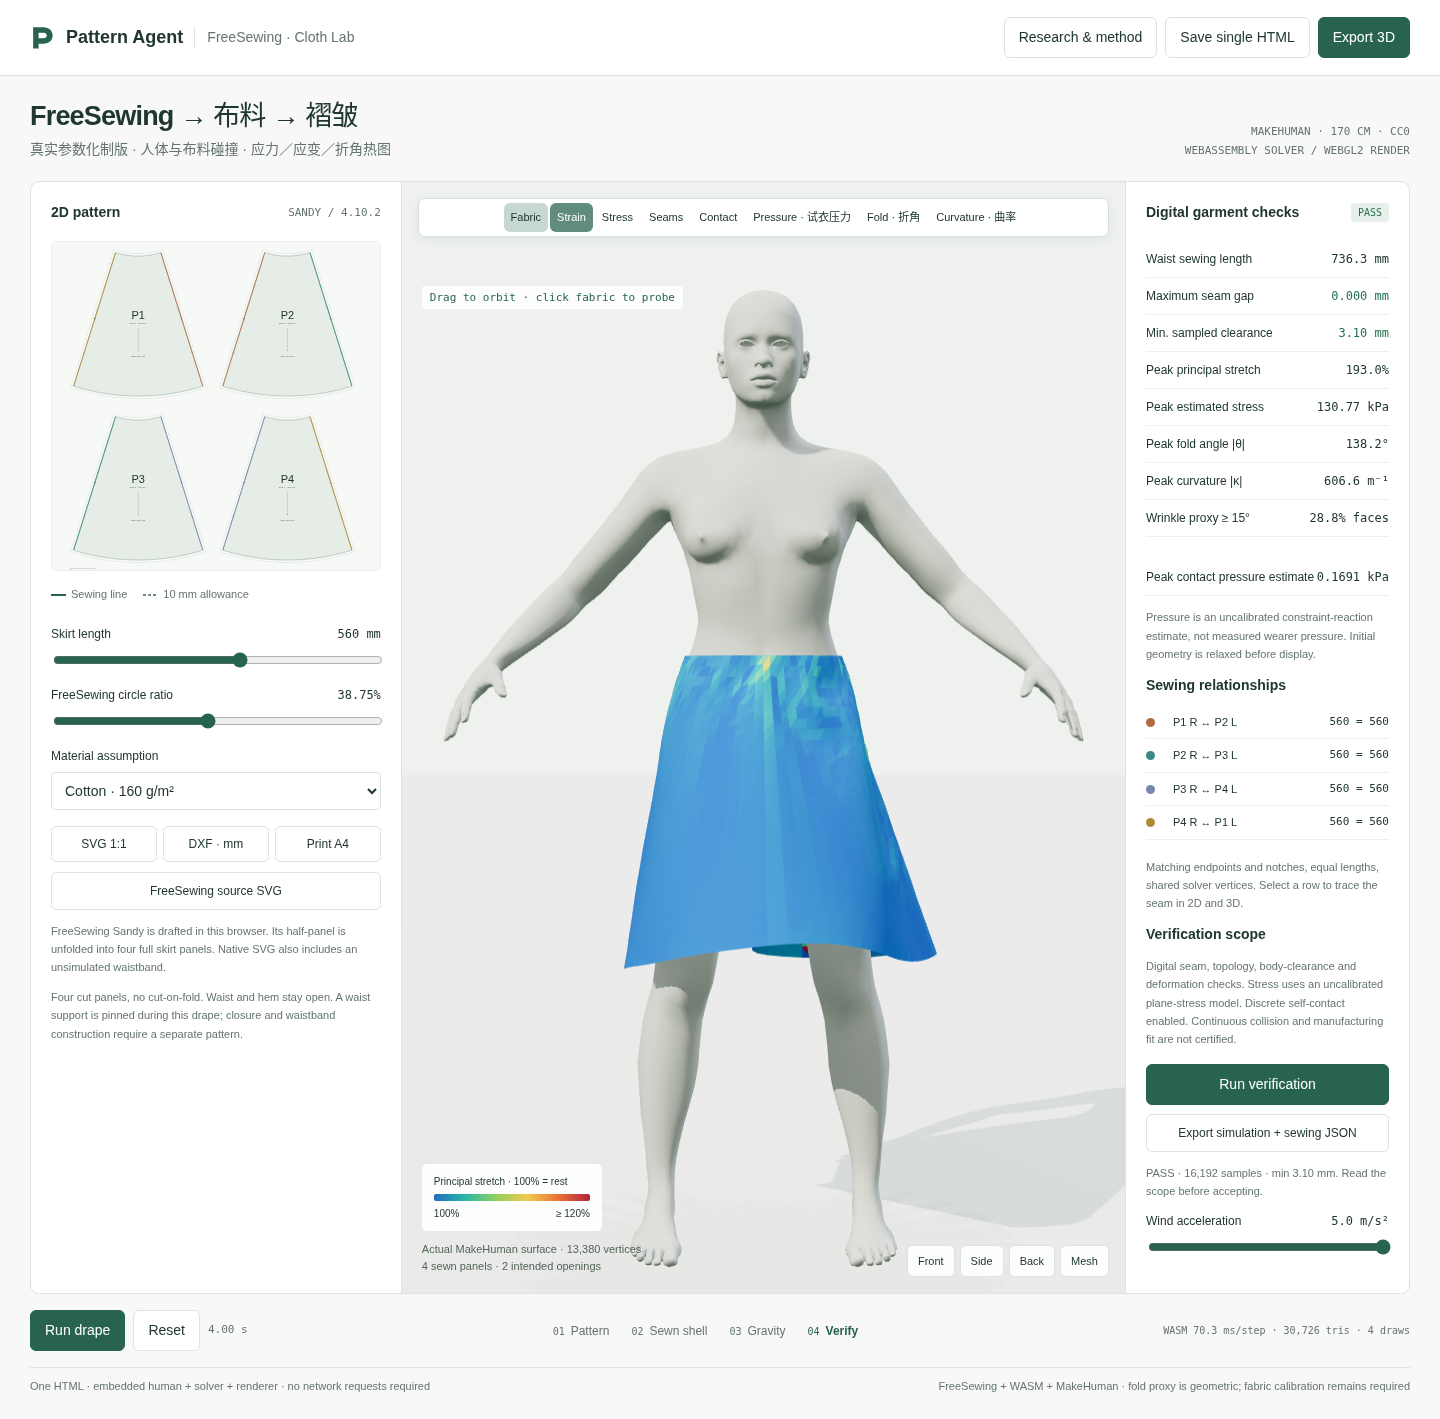 Pattern Agent
FreeSewing · Cloth Lab
Research & method
Save single HTML
Export 3D
FreeSewing → 布料 → 褶皱
真实参数化制版 · 人体与布料碰撞 · 应力／应变／折角热图
MAKEHUMAN · 170 CM · CC0
WEBASSEMBLY SOLVER / WEBGL2 RENDER
2D pattern
SANDY / 4.10.2
P1
P2
P3
P4
Sewing line
10 mm allowance
Skirt length
560 mm
FreeSewing circle ratio
38.75%
Material assumption
Cotton · 160 g/m²
SVG 1:1
DXF · mm
Print A4
FreeSewing source SVG
FreeSewing Sandy is drafted in this browser. Its half-panel is
unfolded into four full skirt panels. Native SVG also includes an
unsimulated waistband.
Four cut panels, no cut-on-fold. Waist and hem stay open. A waist
support is pinned during this drape; closure and waistband
construction require a separate pattern.
Fabric
Strain
Stress
Seams
Contact
Pressure · 试衣压力
Fold · 折角
Curvature · 曲率
Drag to orbit · click fabric to probe
Principal stretch · 100% = rest
100%
≥ 120%
Actual MakeHuman surface · 13,380 vertices
4 sewn panels · 2 intended openings
Front
Side
Back
Mesh
Digital garment checks
PASS
Waist sewing length
736.3 mm
Maximum seam gap
0.000 mm
Min. sampled clearance
3.10 mm
Peak principal stretch
193.0%
Peak estimated stress
130.77 kPa
Peak fold angle |θ|
138.2°
Peak curvature |κ|
606.6 m⁻¹
Wrinkle proxy ≥ 15°
28.8% faces
Peak contact pressure estimate
0.1691 kPa
Pressure is an uncalibrated constraint-reaction
estimate, not measured wearer pressure. Initial
geometry is relaxed before display.
Sewing relationships
P1 R ↔ P2 L
560 = 560
P2 R ↔ P3 L
560 = 560
P3 R ↔ P4 L
560 = 560
P4 R ↔ P1 L
560 = 560
Matching endpoints and notches, equal lengths,
shared solver vertices. Select a row to trace the
seam in 2D and 3D.
Verification scope
Digital seam, topology, body-clearance and
deformation checks. Stress uses an uncalibrated
plane-stress model. Discrete self-contact
enabled. Continuous collision and manufacturing
fit are not certified.
Run verification
Export simulation + sewing JSON
PASS · 16,192 samples · min 3.10 mm. Read the
scope before accepting.
Wind acceleration
5.0 m/s²
Run drape
Reset
4.00 s
01 Pattern
02 Sewn shell
03 Gravity
04 Verify
WASM 70.3 ms/step · 30,726 tris · 4 draws
One HTML · embedded human + solver + renderer · no network requests required
FreeSewing + WASM + MakeHuman · fold proxy is geometric; fabric calibration remains required